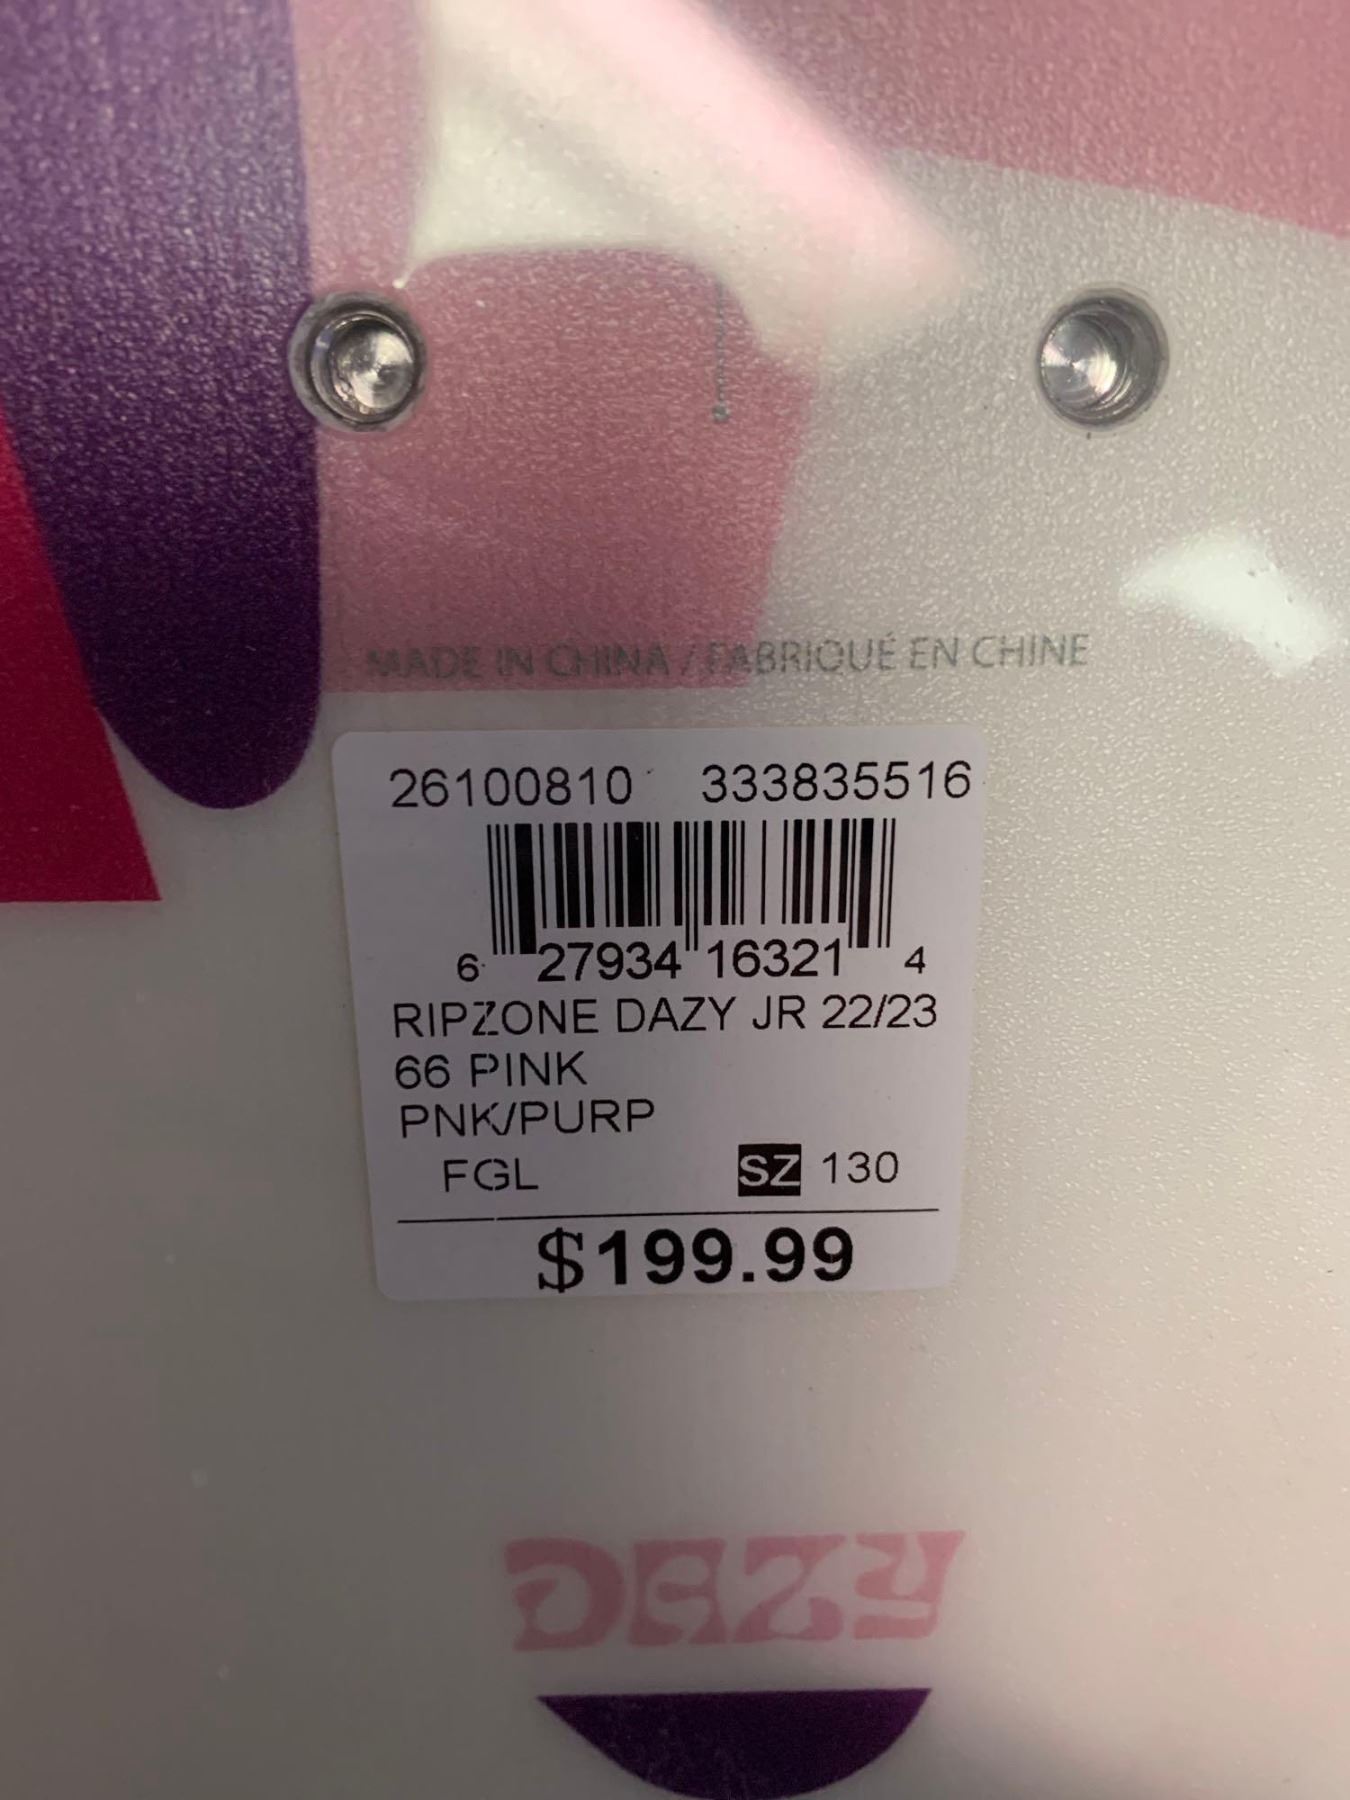 MADE IN CHINA / FABRIQUÉ EN CHINE
26100810 333835516
6 27934 16321 4
RIPZONE DAZY JR 22/23
66 PINK
PNK/PURP
FGL SZ 130
$199.99
DAZY